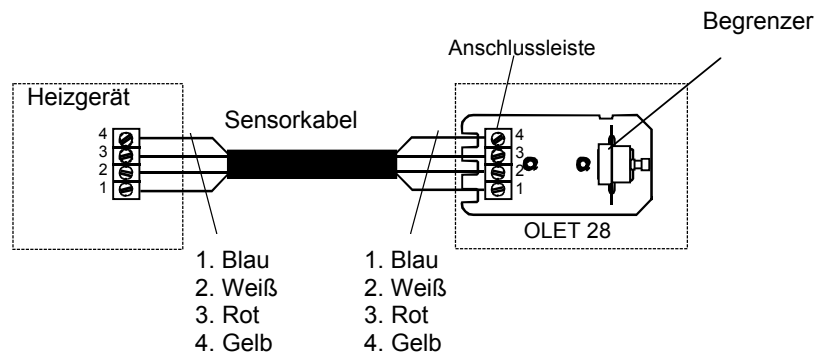 Begrenzer
Anschlussleiste
Heizgerät
Sensorkabel
4
3
2
1
4
3
2
1
OLET 28
1. Blau
2. Weiß
3. Rot
4. Gelb
1. Blau
2. Weiß
3. Rot
4. Gelb